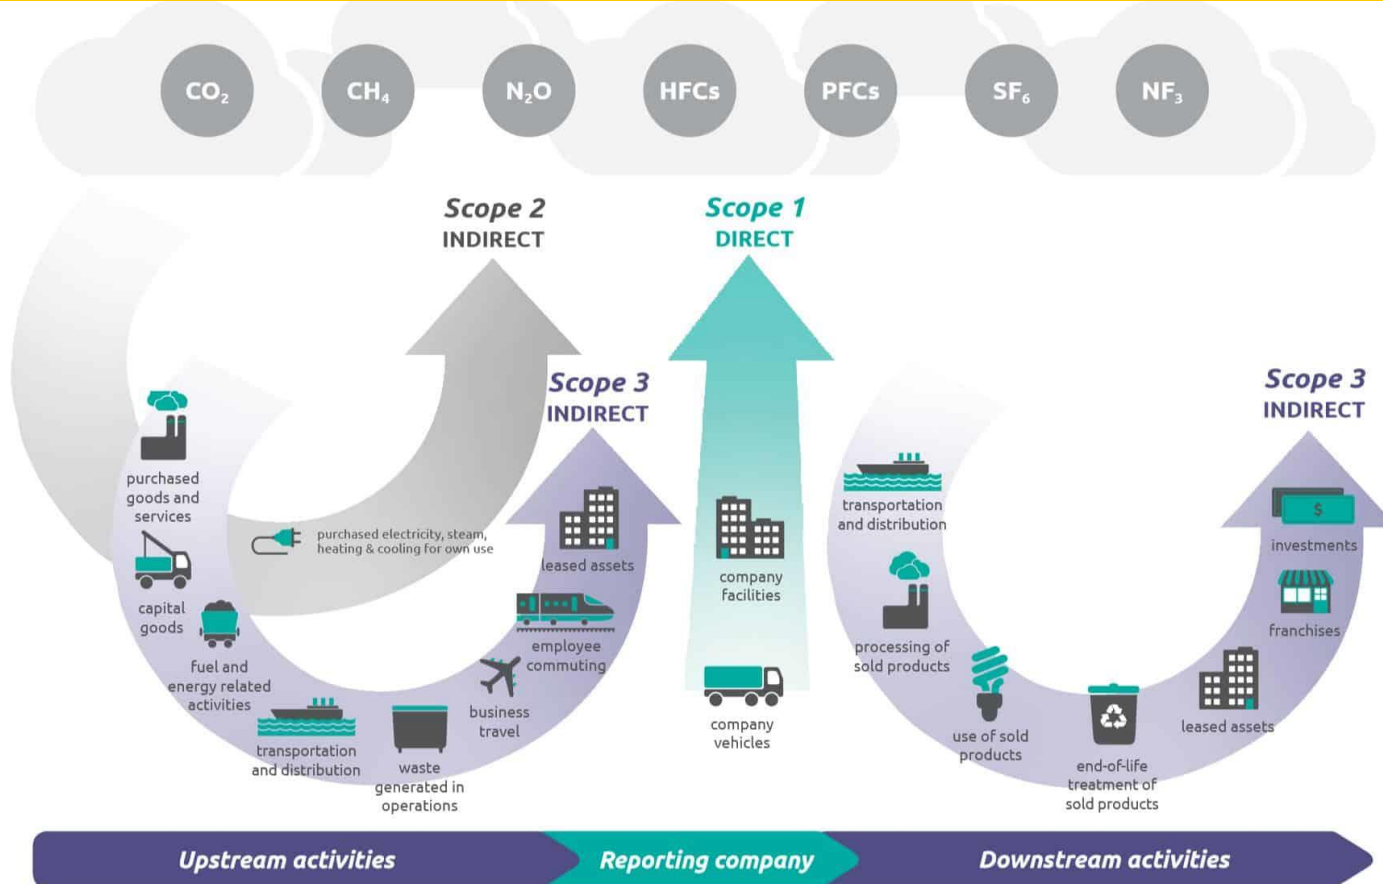 CO₂
CH₄
N₂O
HFCs
PFCs
SF₆
NF₃
Scope 2
INDIRECT
Scope 1
DIRECT
Scope 3
INDIRECT
Scope 3
INDIRECT
purchased
goods and
services
capital
goods
fuel and
energy related
activities
transportation
and distribution
waste
generated in
operations
business
travel
employee
commuting
leased assets
purchased electricity, steam,
heating & cooling for own use
company
facilities
company
vehicles
transportation
and distribution
processing of
sold products
use of sold
products
end-of-life
treatment of
sold products
leased assets
franchises
$
investments
Upstream activities
Reporting company
Downstream activities